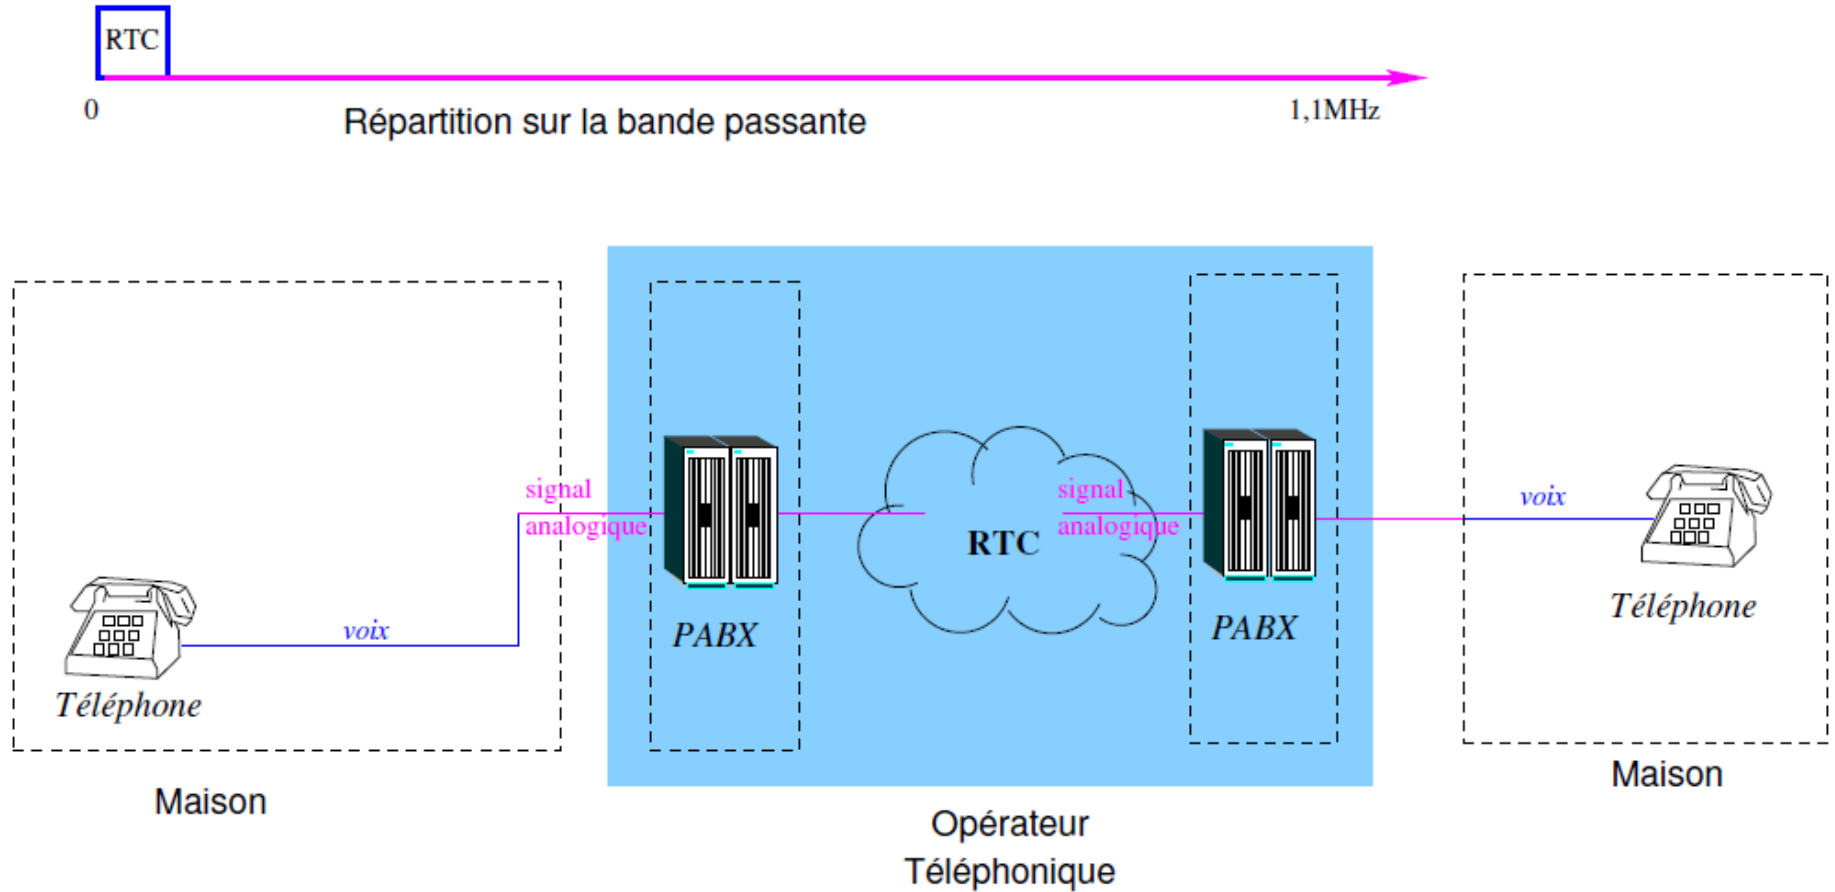 RTC
0
1,1MHz
Répartition sur la bande passante
signal
analogique
signal
analogique
RTC
voix
voix
PABX
PABX
Téléphone
Téléphone
Maison
Maison
Opérateur
Téléphonique